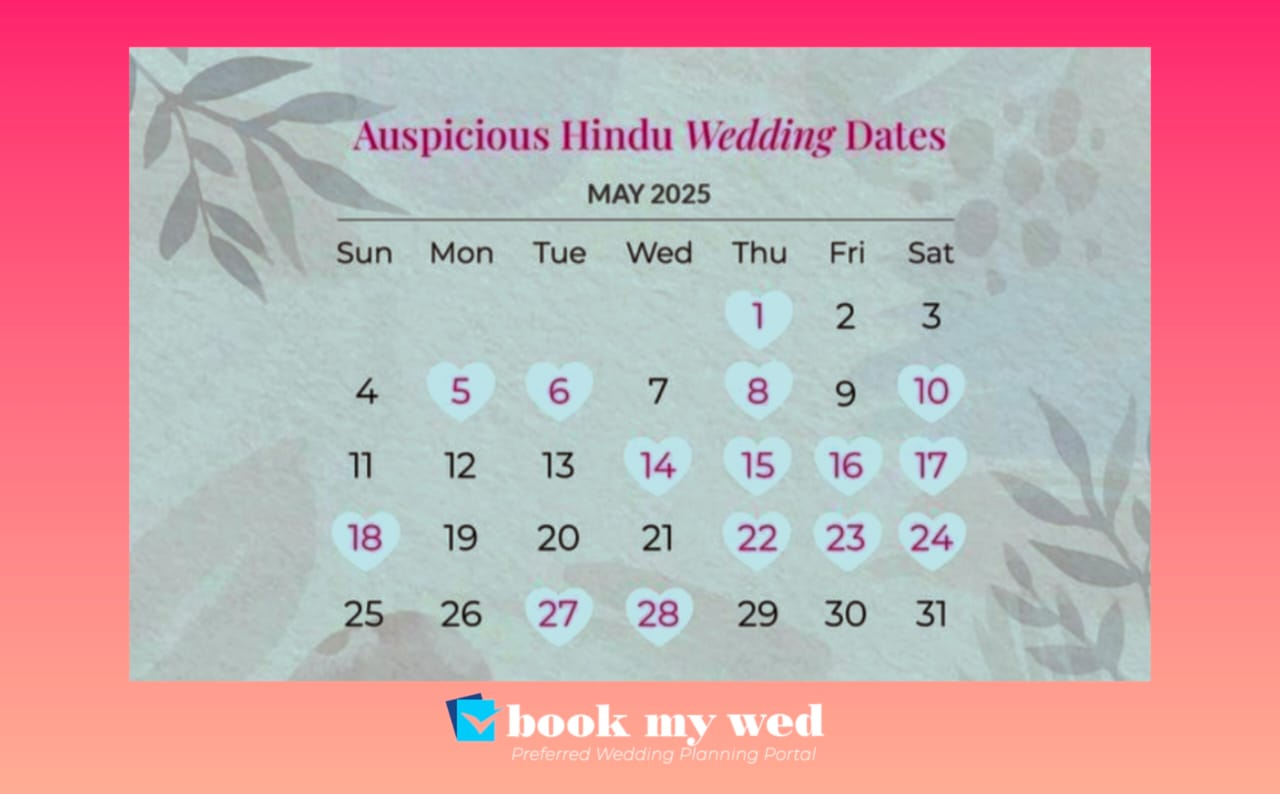 Auspicious Hindu Wedding Dates
MAY 2025
Sun Mon Tue Wed Thu Fri Sat
1 2 3
4 5 6 7 8 9 10
11 12 13 14 15 16 17
18 19 20 21 22 23 24
25 26 27 28 29 30 31
book my wed
Preferred Wedding Planning Portal